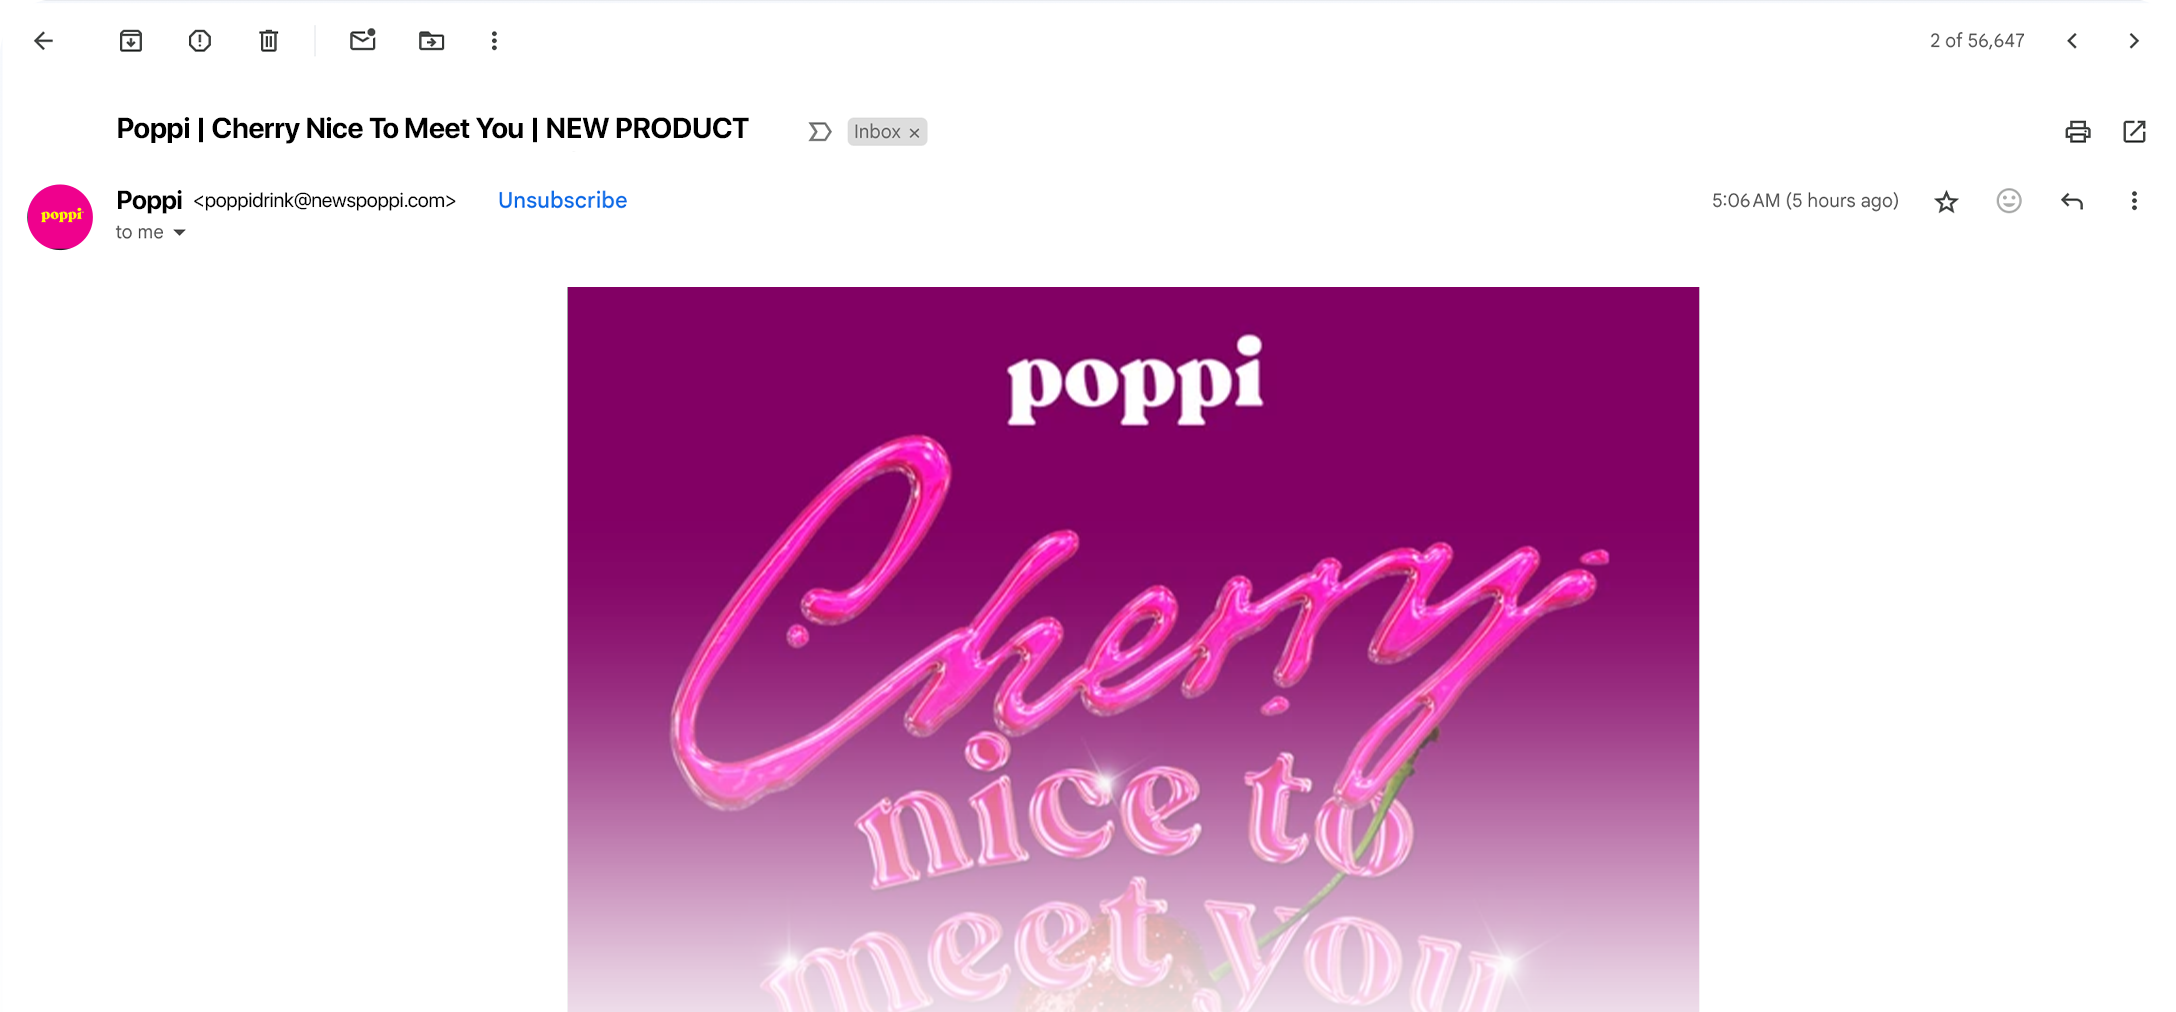 2 of 56,647
Poppi | Cherry Nice To Meet You | NEW PRODUCT
Inbox ×
poppi
Poppi <poppidrink@newspoppi.com> Unsubscribe
5:06 AM (5 hours ago)
to me
poppi
Cherry
nice to
meet you